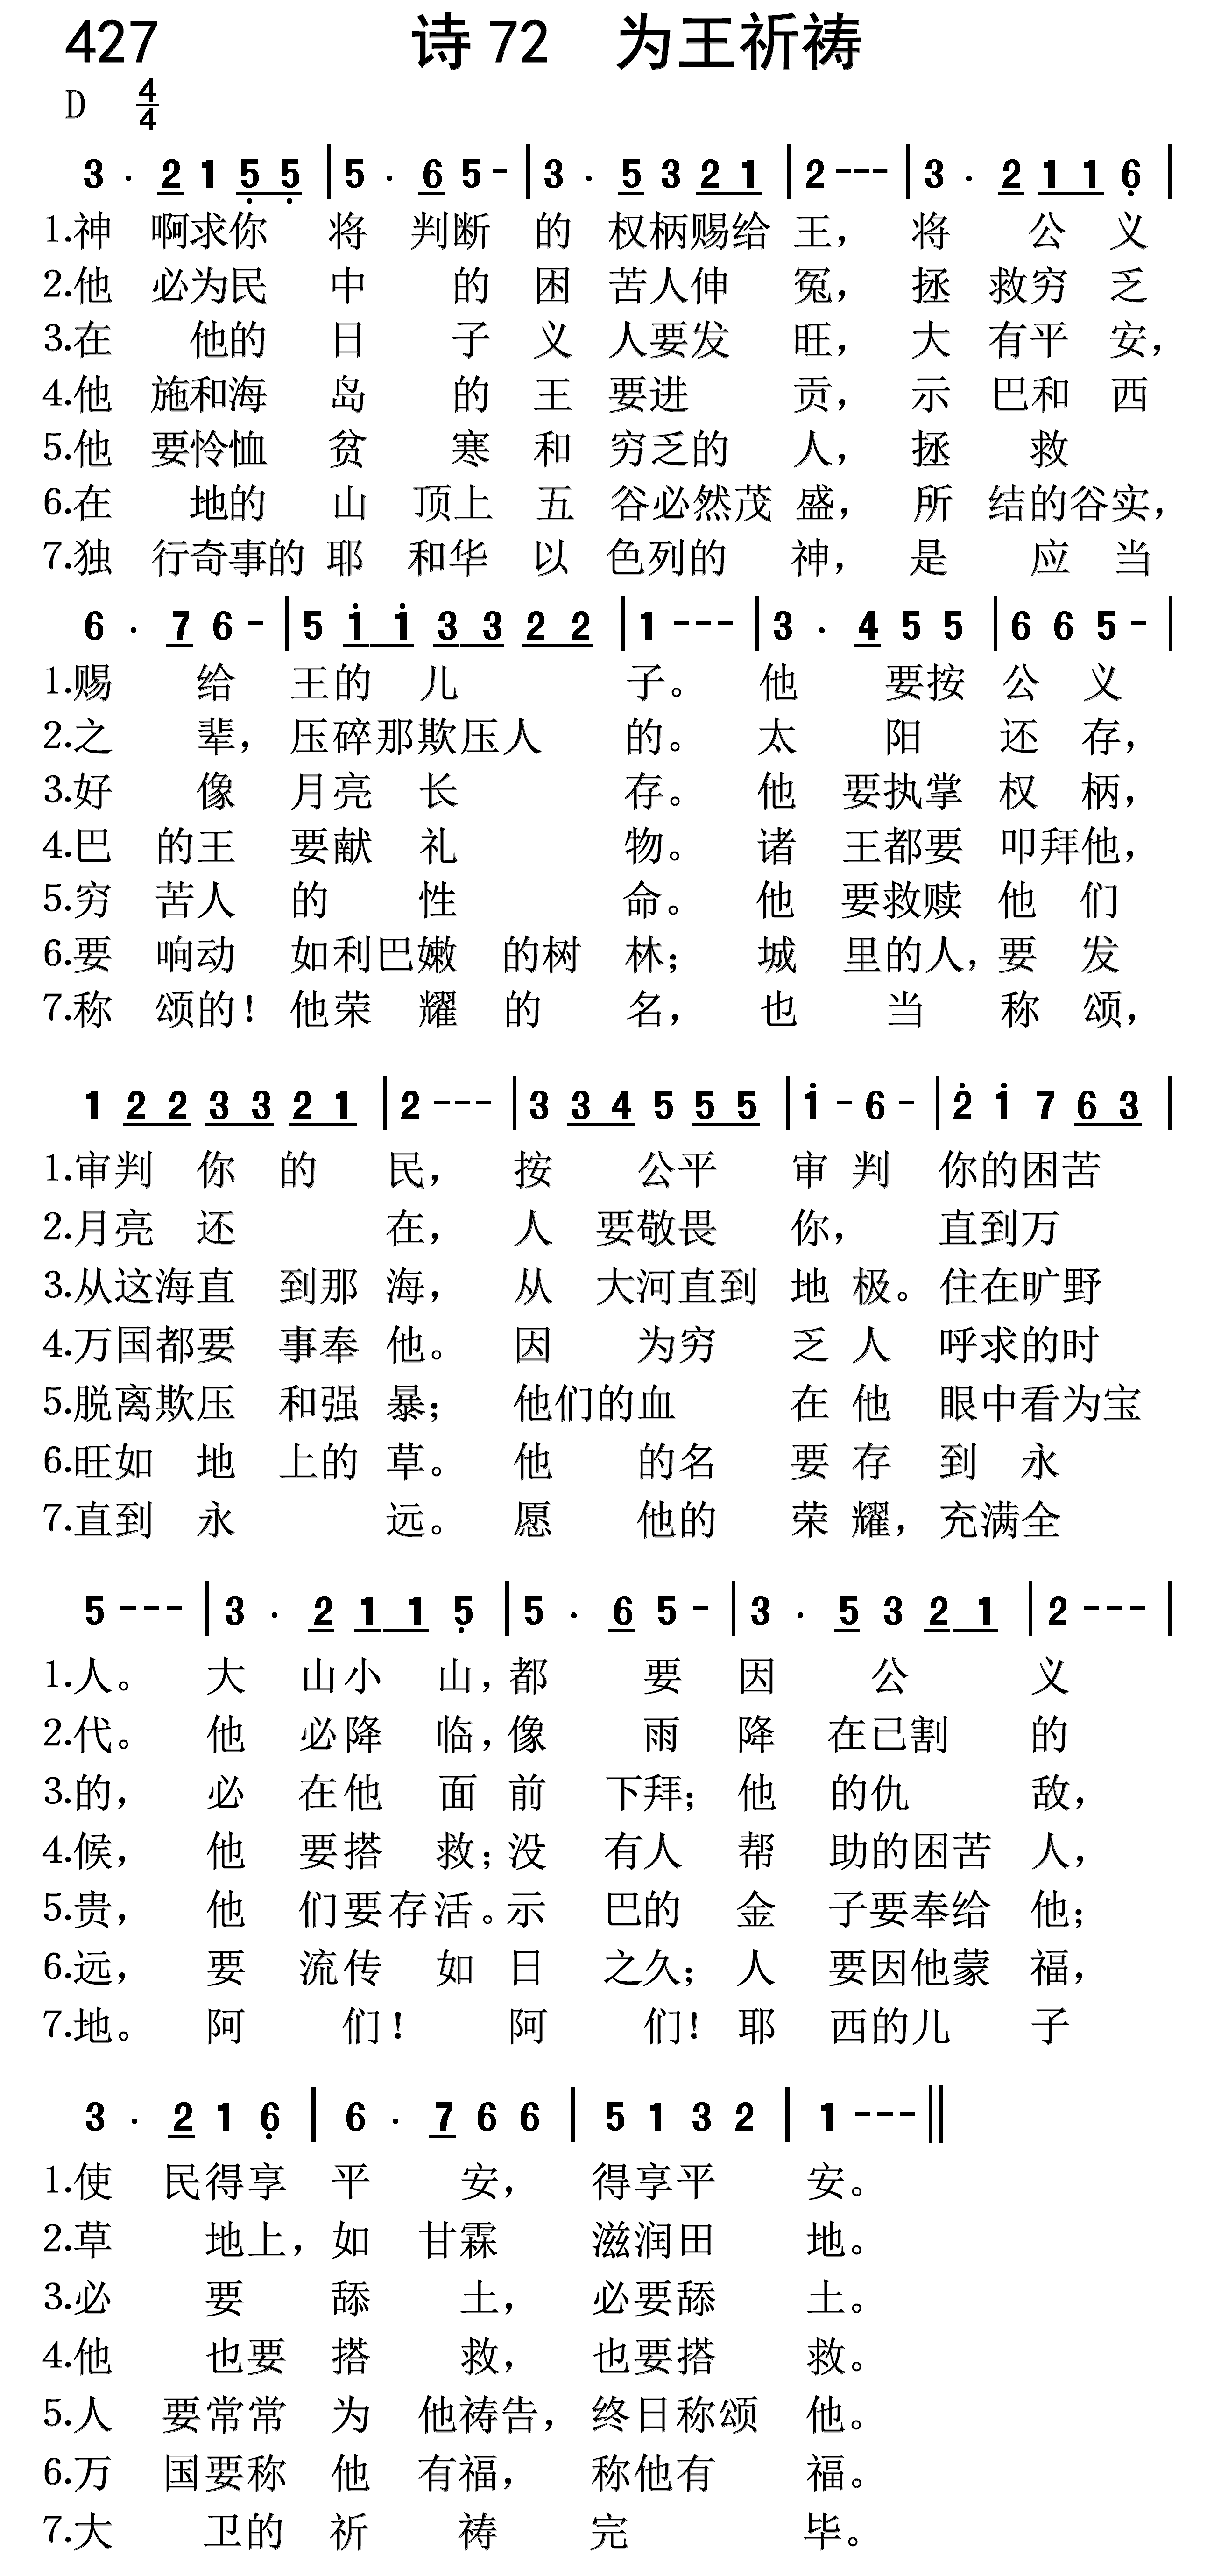 427 诗 72 为王祈祷
D 4/4
3 · 2 1 5 5 | 5 · 6 5 - | 3 · 5 3 2 1 | 2 - - - | 3 · 2 1 1 6 |
1.神 啊求你 将 判断 的 权柄赐给 王， 将 公 义
2.他 必为民 中 的 困 苦人伸 冤， 拯 救穷 乏
3.在 他的 日 子 义 人要发 旺， 大 有平 安，
4.他 施和海 岛 的 王 要进 贡， 示 巴和 西
5.他 要怜恤 贫 寒 和 穷乏的 人， 拯 救
6.在 地的 山 顶上 五 谷必然茂 盛， 所 结的谷实，
7.独 行奇事的 耶 和华 以 色列的 神， 是 应 当
6 · 7 6 - | 5 i i 3 3 2 2 | 1 - - - | 3 · 4 5 5 | 6 6 5 - |
1.赐 给 王的 儿 子。 他 要按 公 义
2.之 辈， 压碎那欺压人 的。 太 阳 还 存，
3.好 像 月亮 长 存。 他 要执掌 权 柄，
4.巴 的王 要献 礼 物。 诸 王都要 叩拜他，
5.穷 苦人 的 性 命。 他 要救赎 他 们
6.要 响动 如利巴嫩 的树 林； 城 里的人，要 发
7.称 颂的！ 他荣 耀 的 名， 也 当 称 颂，
1 2 2 3 3 2 1 | 2 - - - | 3 3 4 5 5 5 | i - 6 - | 2 i 7 6 3 |
1.审判 你 的 民， 按 公平 审 判 你的困苦
2.月亮 还 在， 人 要敬畏 你， 直到万
3.从这海直 到那 海， 从 大河直到 地 极。 住在旷野
4.万国都要 事奉 他。 因 为穷 乏 人 呼求的时
5.脱离欺压 和强 暴； 他们的血 在 他 眼中看为宝
6.旺如 地 上的 草。 他 的名 要 存 到 永
7.直到 永 远。 愿 他的 荣 耀， 充满全
5 - - - | 3 · 2 1 1 5 | 5 · 6 5 - | 3 · 5 3 2 1 | 2 - - - |
1.人。 大 山小 山，都 要 因 公 义
2.代。 他 必降 临，像 雨 降 在已割 的
3.的， 必 在他 面 前 下拜； 他 的仇 敌，
4.候， 他 要搭 救；没 有人 帮 助的困苦 人，
5.贵， 他 们要存活。示 巴的 金 子要奉给 他；
6.远， 要 流传 如 日 之久； 人 要因他蒙 福，
7.地。 阿 们！ 阿 们！ 耶 西的儿 子
3 · 2 1 6 | 6 · 7 6 6 | 5 1 3 2 | 1 - - - ||
1.使 民得享 平 安， 得享平 安。
2.草 地上，如 甘霖 滋润田 地。
3.必 要 舔 土， 必要舔 土。
4.他 也要 搭 救， 也要搭 救。
5.人 要常常 为 他祷告， 终日称颂 他。
6.万 国要称 他 有福， 称他有 福。
7.大 卫的 祈 祷 完 毕。